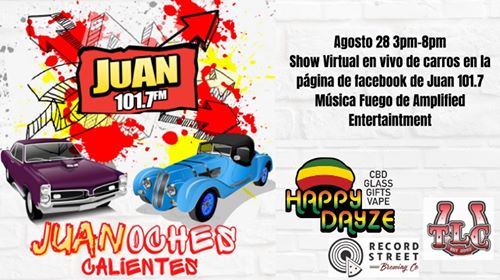 JUAN
101.7FM
JUANOCHES
CALIENTES
Agosto 28 3pm-8pm
Show Virtual en vivo de carros en la
página de facebook de Juan 101.7
Música Fuego de Amplified
Entertaintment
HAPPY
DAYZE
CBD
GLASS
GIFTS
VAPE
RECORD
STREET
Brewing Co
TLC